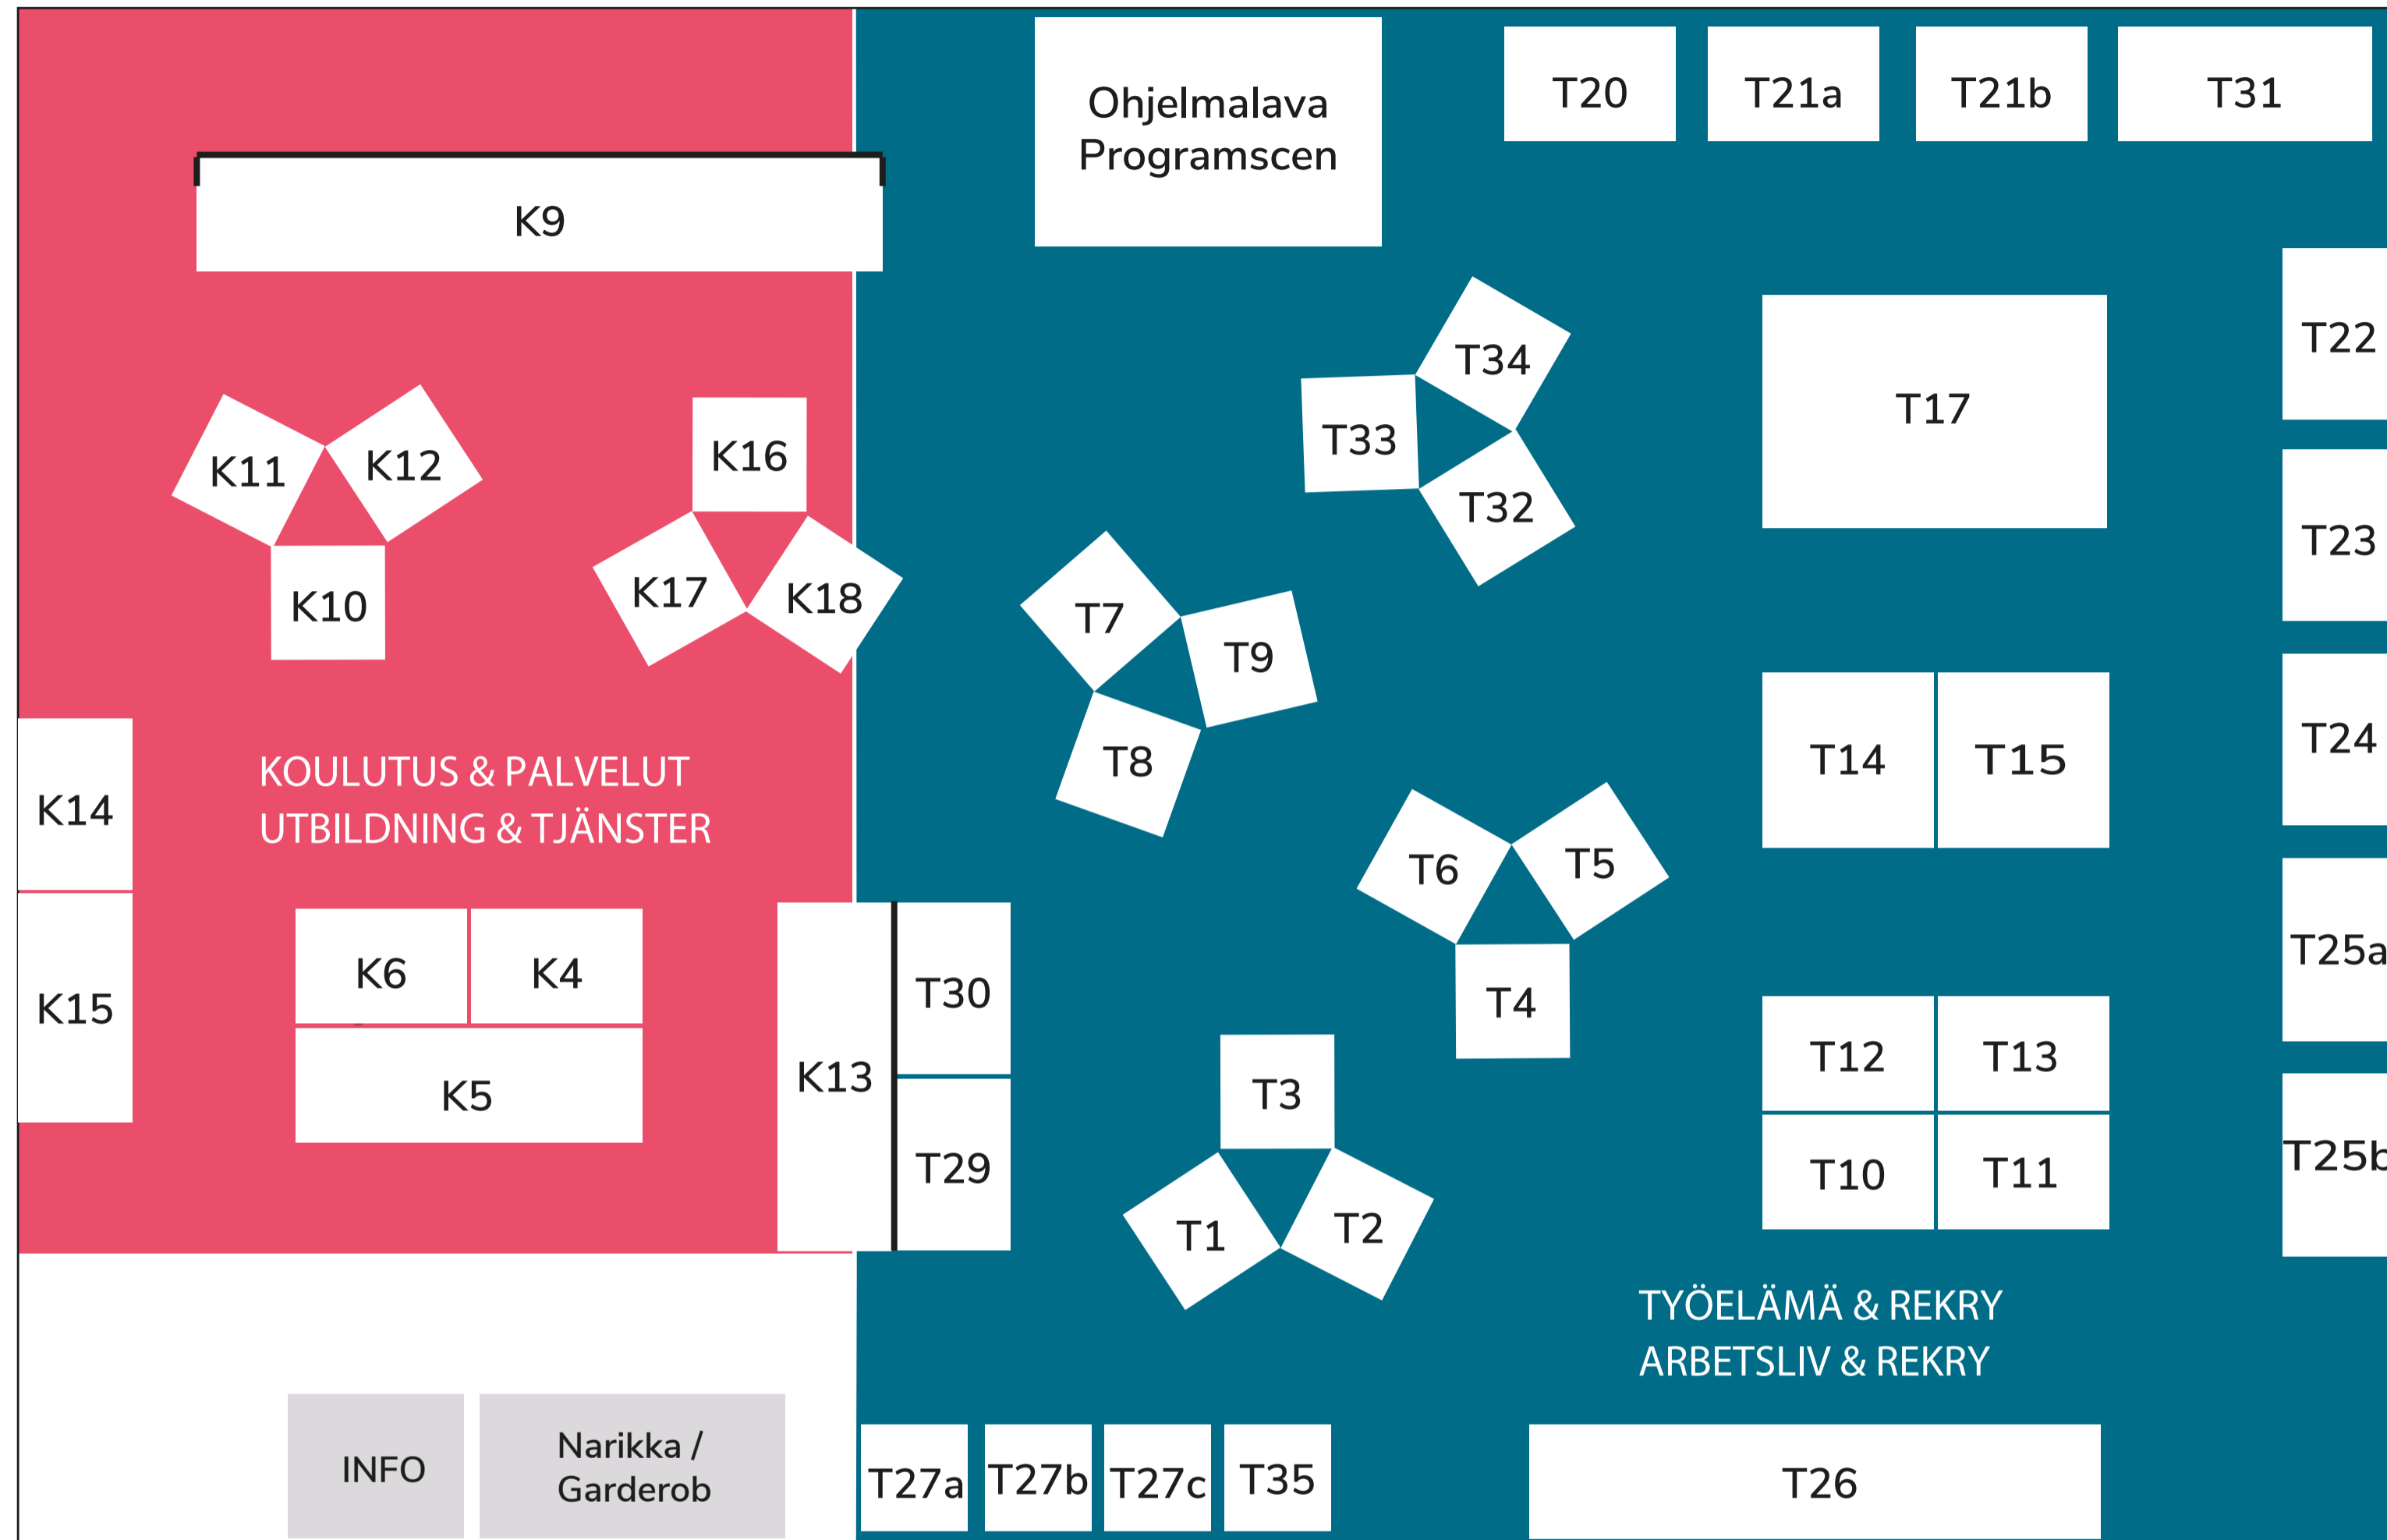 Ohjelmalava
Programscen
T20
T21a
T21b
T31
K9
T22
T34
T33
T32
T17
K11
K12
K10
K16
K17
K18
T23
T7
T9
T8
T24
T14
T15
KOULUTUS & PALVELUT
UTBILDNING & TJÄNSTER
K14
K15
K6
K4
K5
K13
T30
T29
T6
T5
T4
T25a
T3
T1
T2
T12
T13
T10
T11
T25b
TYÖELÄMÄ & REKRY
ARBETSLIV & REKRY
INFO
Narikka /
Garderob
T27a
T27b
T27c
T35
T26